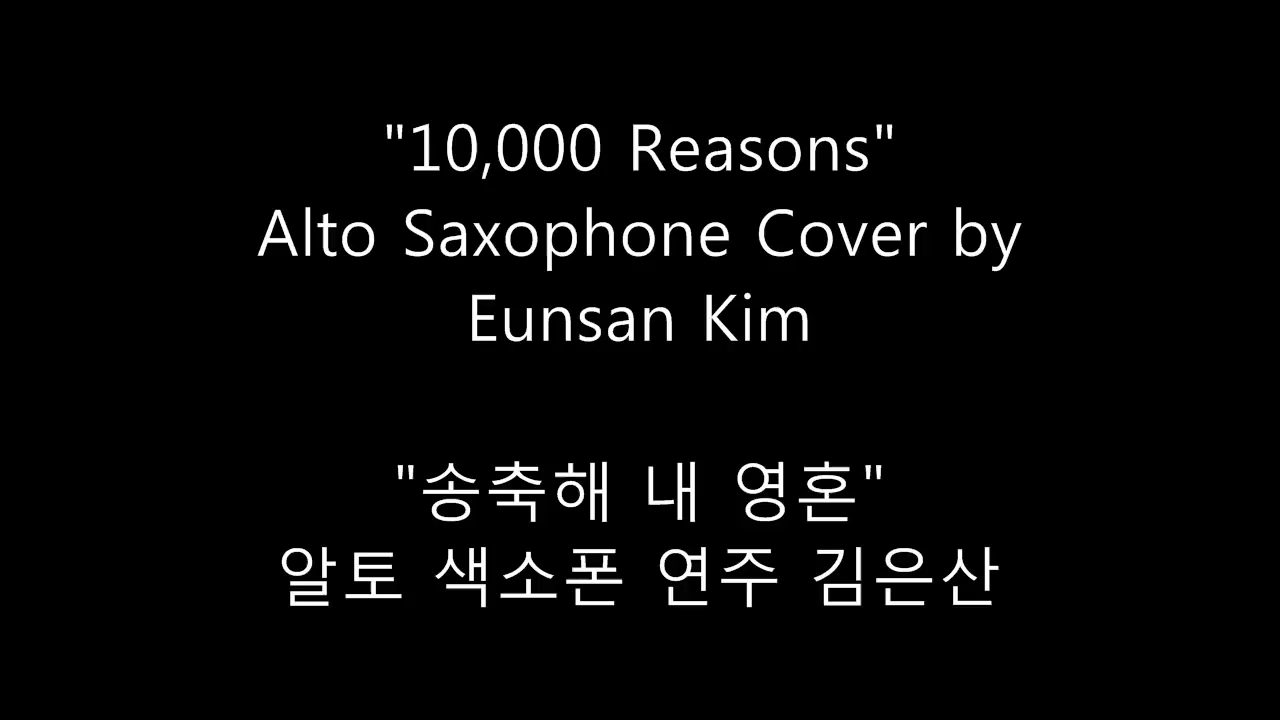 "10,000 Reasons"
Alto Saxophone Cover by
Eunsan Kim
"송축해 내 영혼"
알토 색소폰 연주 김은산